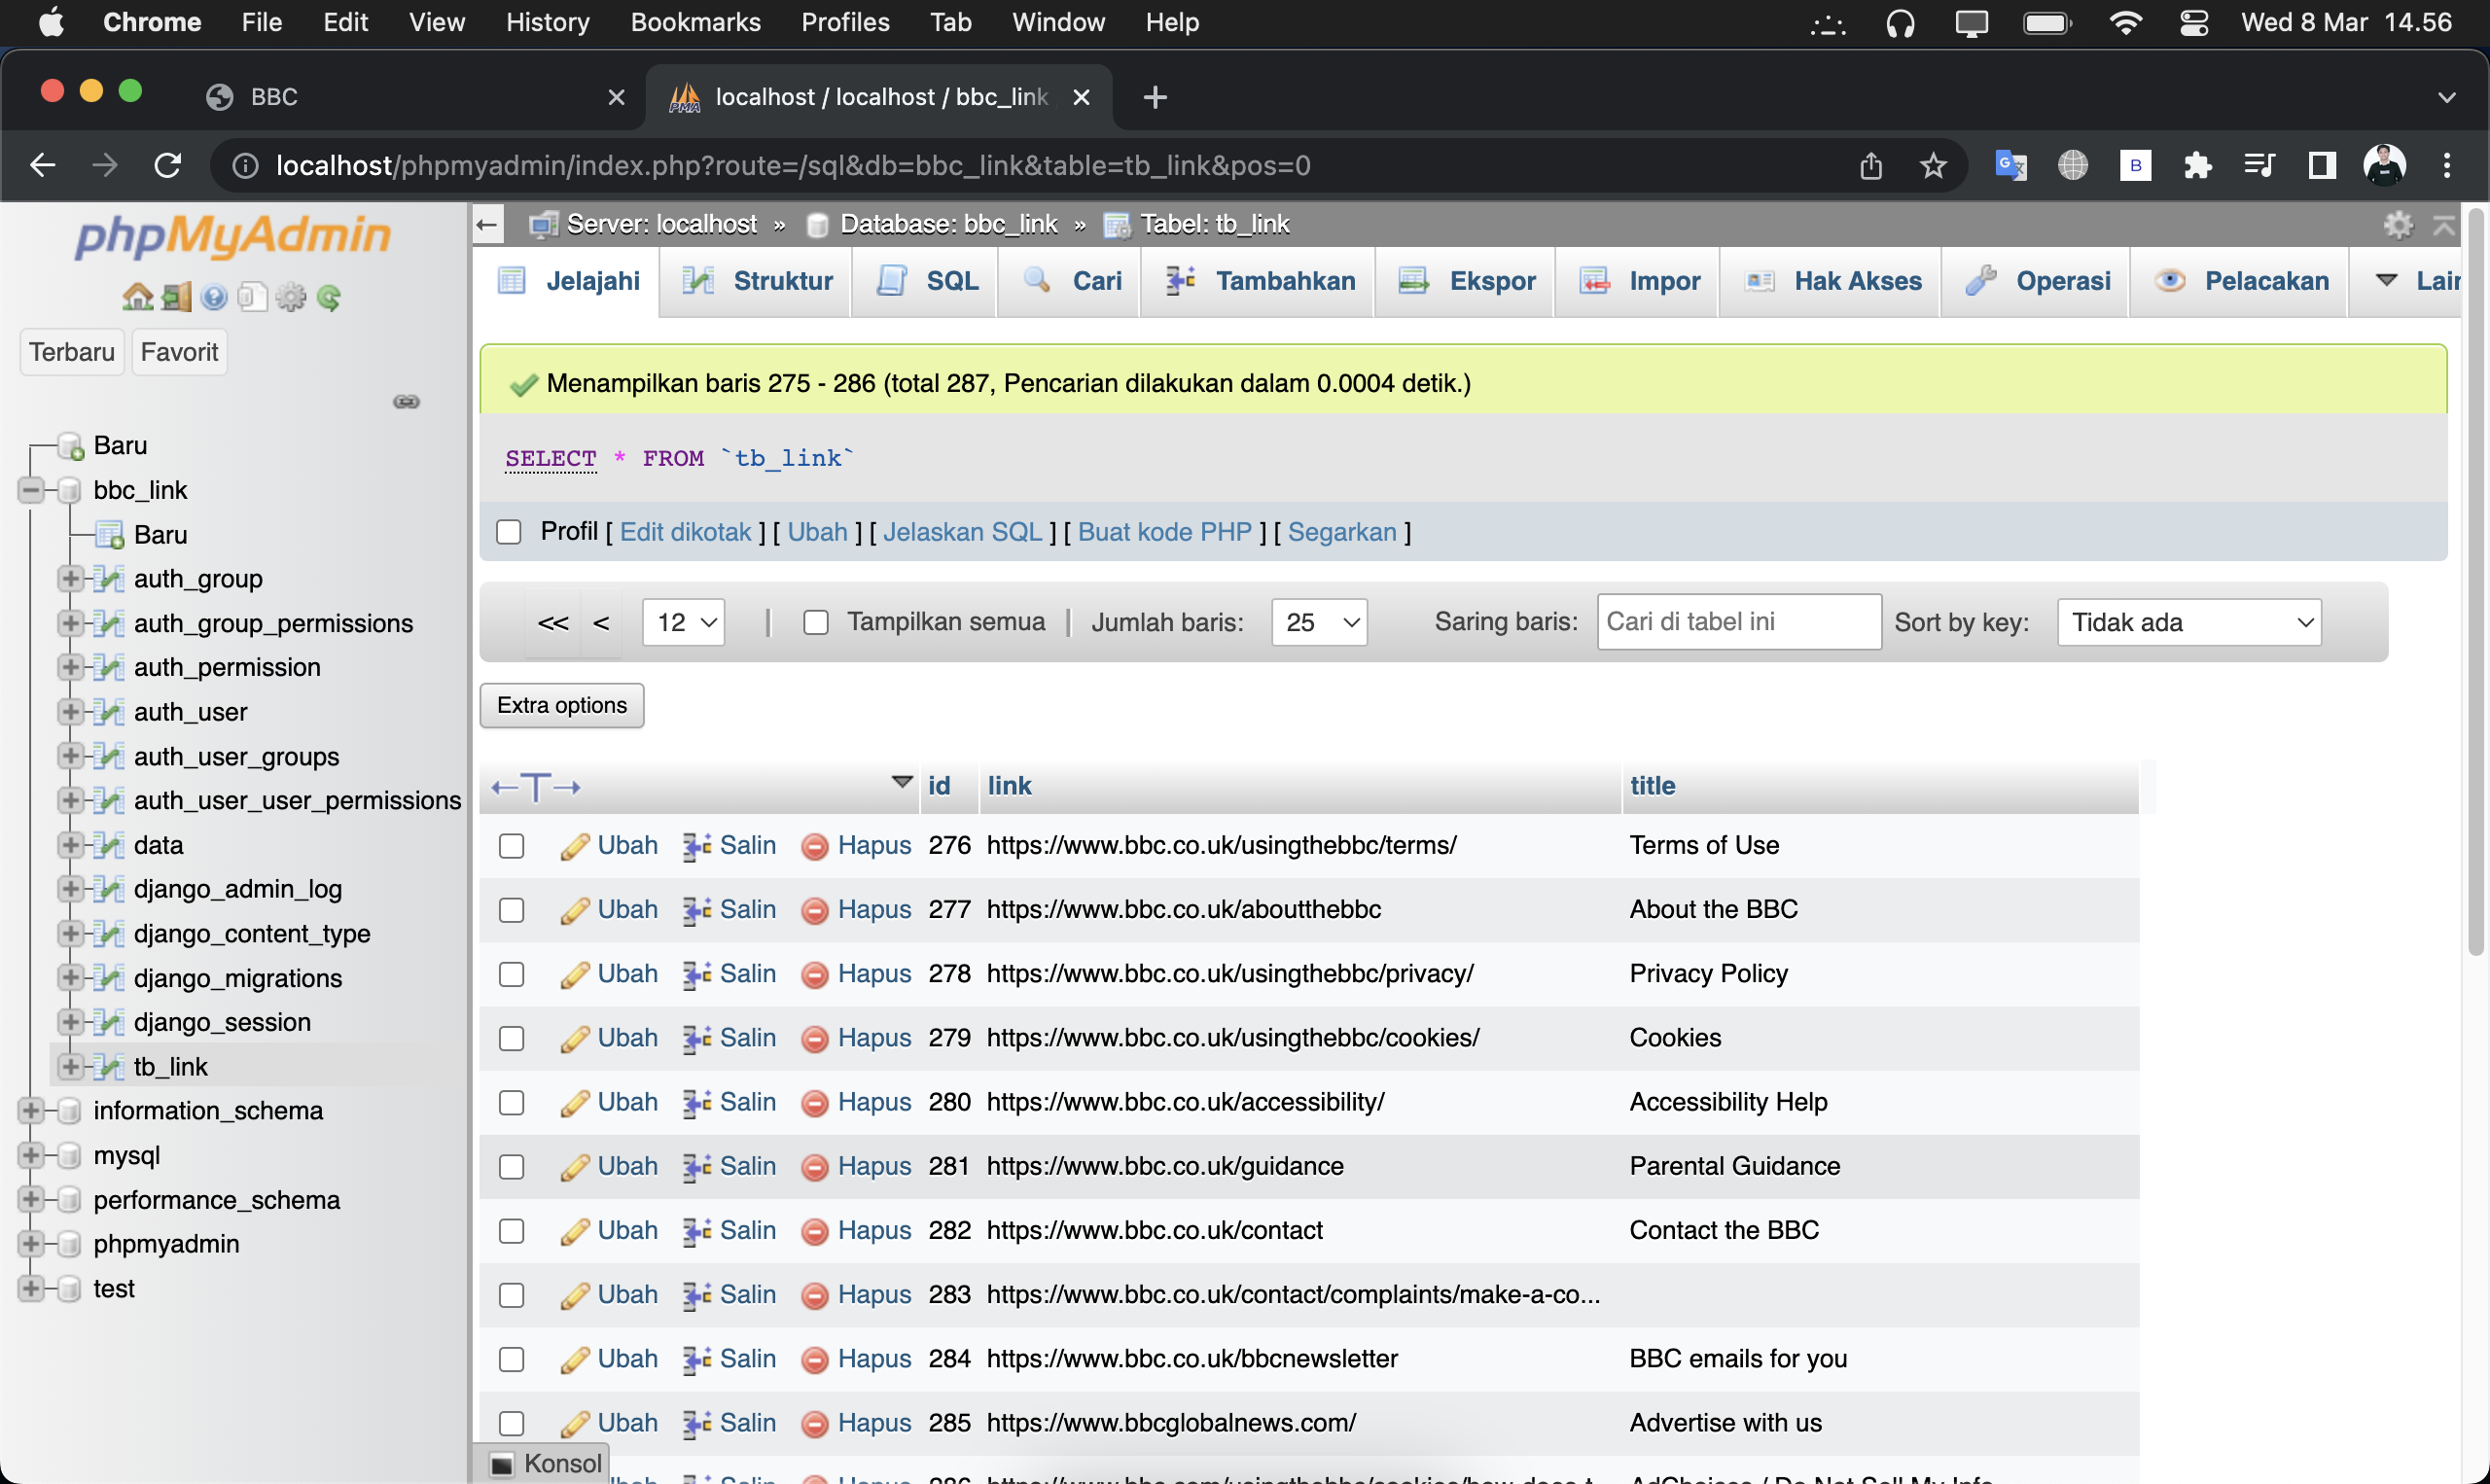 Chrome File Edit View History Bookmarks Profiles Tab Window Help Wed 8 Mar 14.56
BBC localhost / localhost / bbc_link
localhost/phpmyadmin/index.php?route=/sql&db=bbc_link&table=tb_link&pos=0
phpMyAdmin
Terbaru Favorit
Baru
bbc_link
Baru
auth_group
auth_group_permissions
auth_permission
auth_user
auth_user_groups
auth_user_user_permissions
data
django_admin_log
django_content_type
django_migrations
django_session
tb_link
information_schema
mysql
performance_schema
phpmyadmin
test
Server: localhost » Database: bbc_link » Tabel: tb_link
Jelajahi Struktur SQL Cari Tambahkan Ekspor Impor Hak Akses Operasi Pelacakan
Menampilkan baris 275 - 286 (total 287, Pencarian dilakukan dalam 0.0004 detik.)
SELECT * FROM `tb_link`
Profil [ Edit dikotak ] [ Ubah ] [ Jelaskan SQL ] [ Buat kode PHP ] [ Segarkan ]
<< < 12 | Tampilkan semua | Jumlah baris: 25 Saring baris: Cari di tabel ini Sort by key: Tidak ada
Extra options
←T→ id link title
Ubah Salin Hapus 276 https://www.bbc.co.uk/usingthebbc/terms/ Terms of Use
Ubah Salin Hapus 277 https://www.bbc.co.uk/aboutthebbc About the BBC
Ubah Salin Hapus 278 https://www.bbc.co.uk/usingthebbc/privacy/ Privacy Policy
Ubah Salin Hapus 279 https://www.bbc.co.uk/usingthebbc/cookies/ Cookies
Ubah Salin Hapus 280 https://www.bbc.co.uk/accessibility/ Accessibility Help
Ubah Salin Hapus 281 https://www.bbc.co.uk/guidance Parental Guidance
Ubah Salin Hapus 282 https://www.bbc.co.uk/contact Contact the BBC
Ubah Salin Hapus 283 https://www.bbc.co.uk/contact/complaints/make-a-co...
Ubah Salin Hapus 284 https://www.bbc.co.uk/bbcnewsletter BBC emails for you
Ubah Salin Hapus 285 https://www.bbcglobalnews.com/ Advertise with us
Konsol